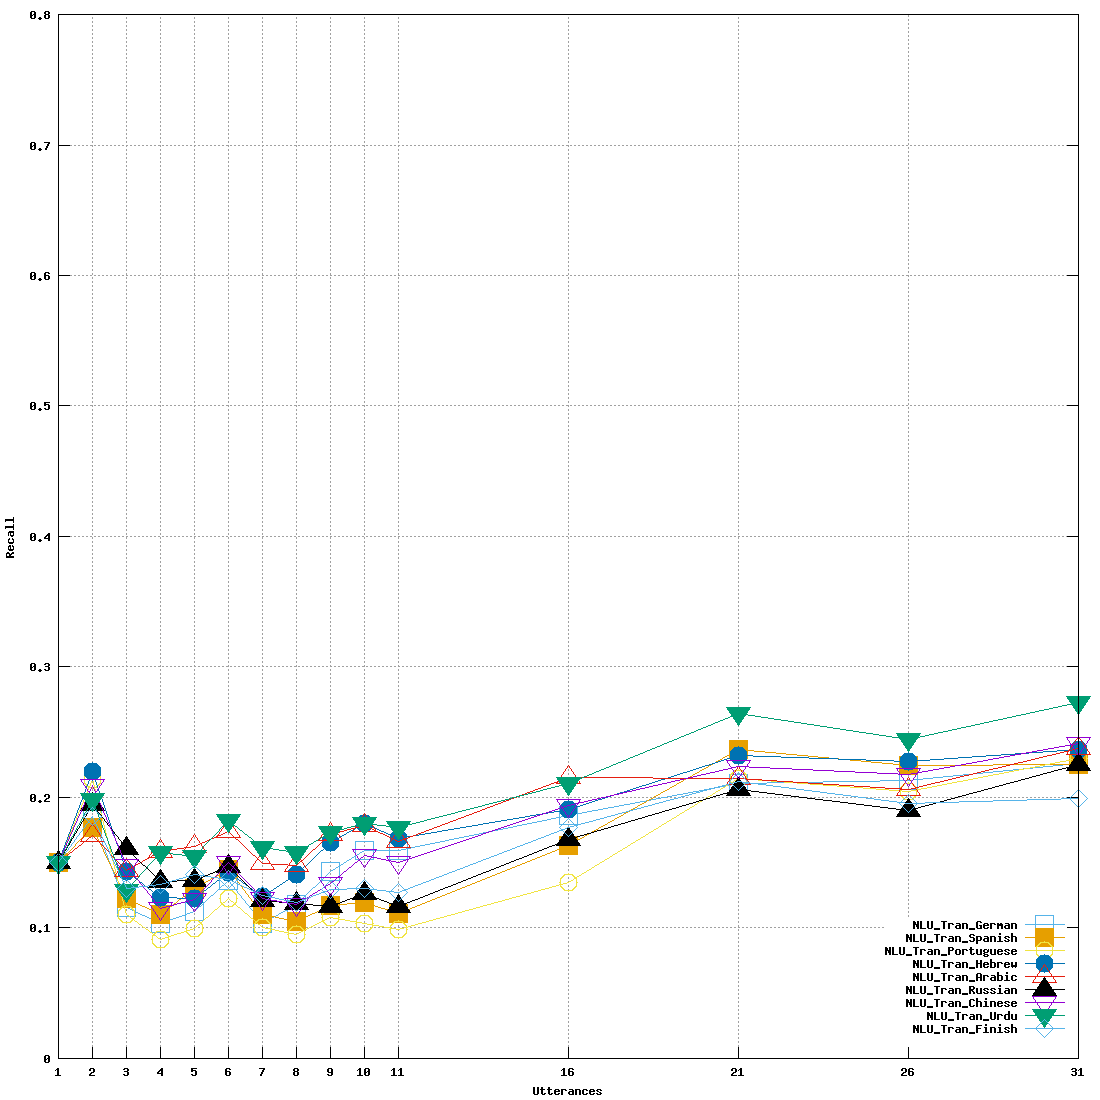 0.8
0.7
0.6
0.5
0.4
0.3
0.2
0.1
0
Recall
NLU_Tran_German
NLU_Tran_Spanish
NLU_Tran_Portuguese
NLU_Tran_Hebrew
NLU_Tran_Arabic
NLU_Tran_Russian
NLU_Tran_Chinese
NLU_Tran_Urdu
NLU_Tran_Finish
1 2 3 4 5 6 7 8 9 10 11 16 21 26 31
Utterances